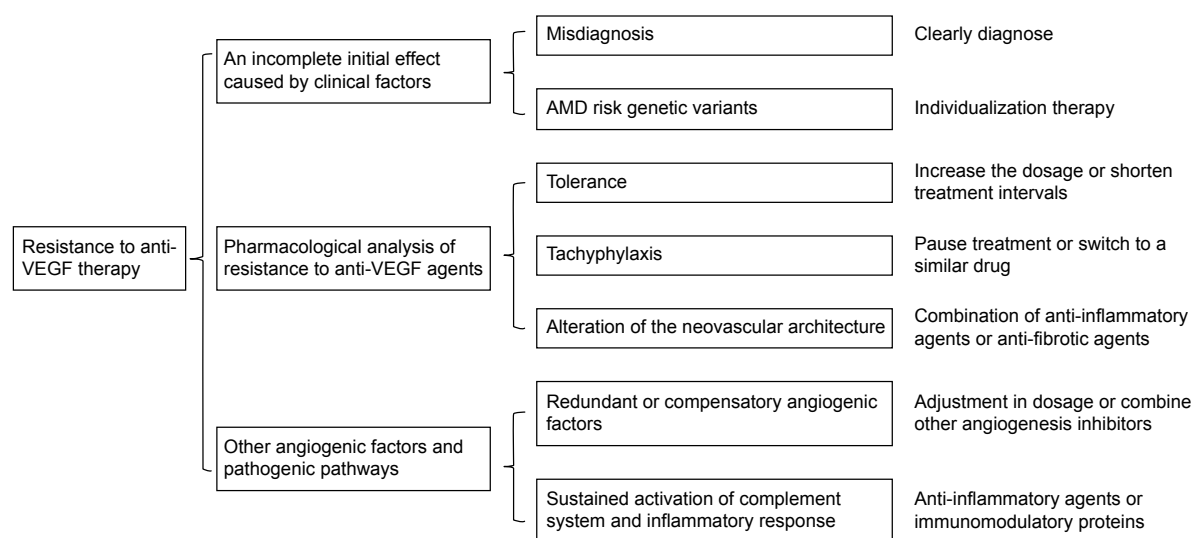 Misdiagnosis
Clearly diagnose
An incomplete initial effect
caused by clinical factors
AMD risk genetic variants
Individualization therapy
Tolerance
Increase the dosage or shorten
treatment intervals
Resistance to anti-
VEGF therapy
Pharmacological analysis of
resistance to anti-VEGF agents
Tachyphylaxis
Pause treatment or switch to a
similar drug
Alteration of the neovascular architecture
Combination of anti-inflammatory
agents or anti-fibrotic agents
Redundant or compensatory angiogenic
factors
Adjustment in dosage or combine
other angiogenesis inhibitors
Other angiogenic factors and
pathogenic pathways
Sustained activation of complement
system and inflammatory response
Anti-inflammatory agents or
immunomodulatory proteins